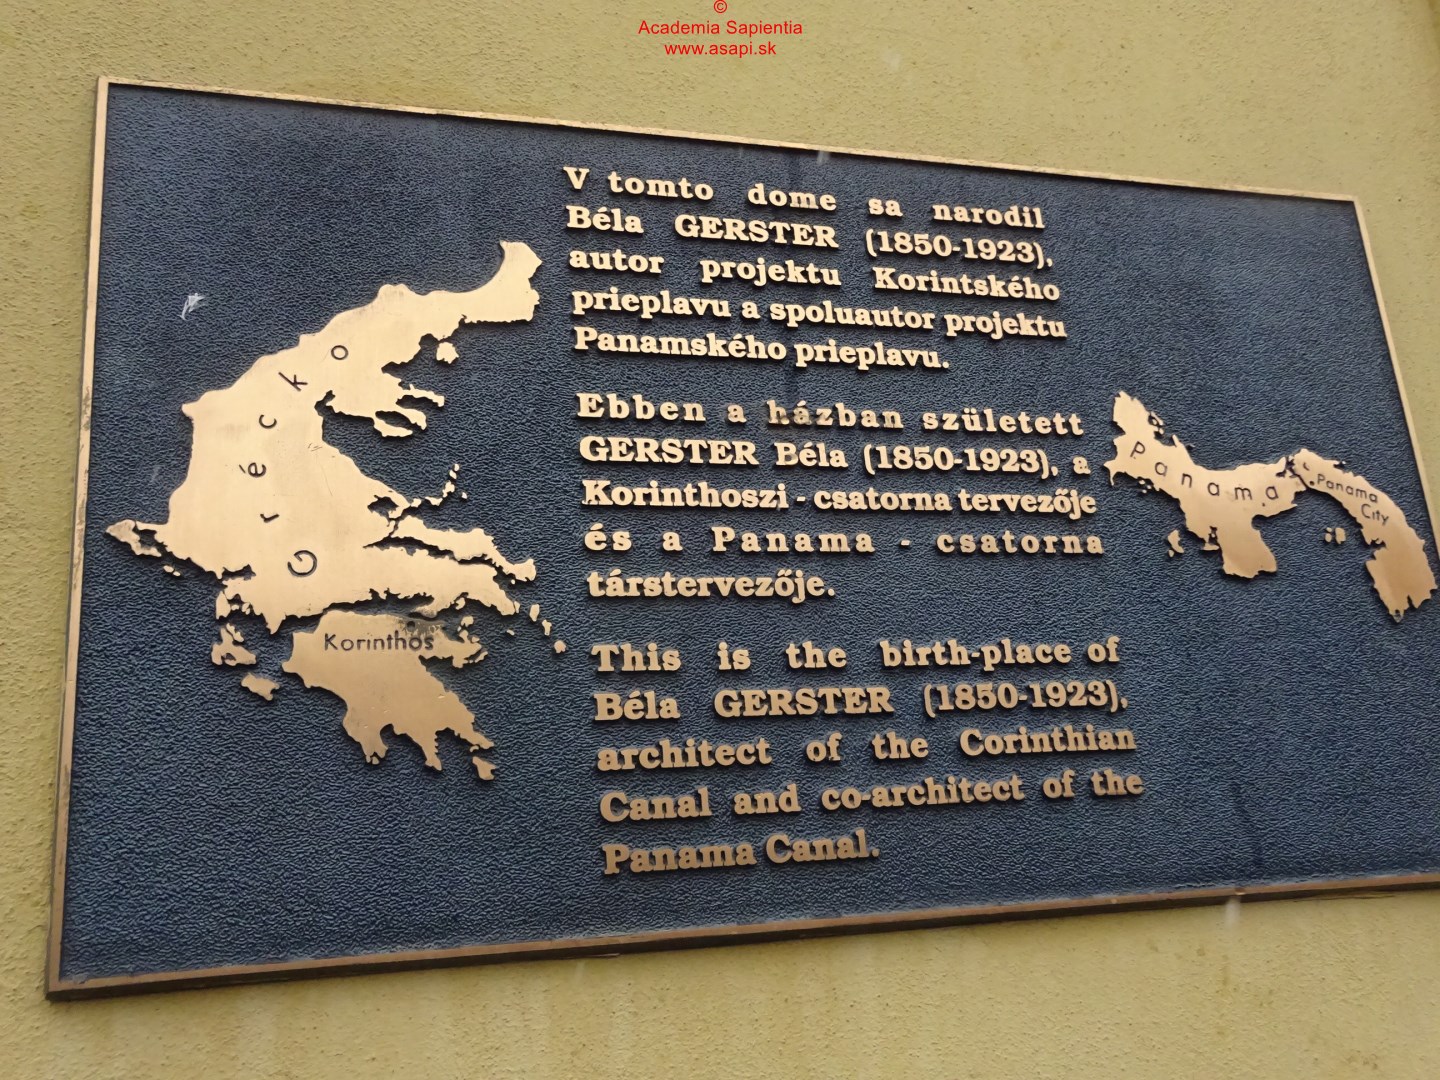 ©
Academia Sapientia
www.asapi.sk
V tomto dome sa narodil
Béla GERSTER (1850-1923),
autor projektu Korintského
prieplavu a spoluautor projektu
Panamského prieplavu.
Ebben a házban született
GERSTER Béla (1850-1923), a
Korinthoszi - csatorna tervezője
és a Panama - csatorna
társtervezője.
This is the birth-place of
Béla GERSTER (1850-1923),
architect of the Corinthian
Canal and co-architect of the
Panama Canal.
Grécko
Korinthos
Panama
Panama
City